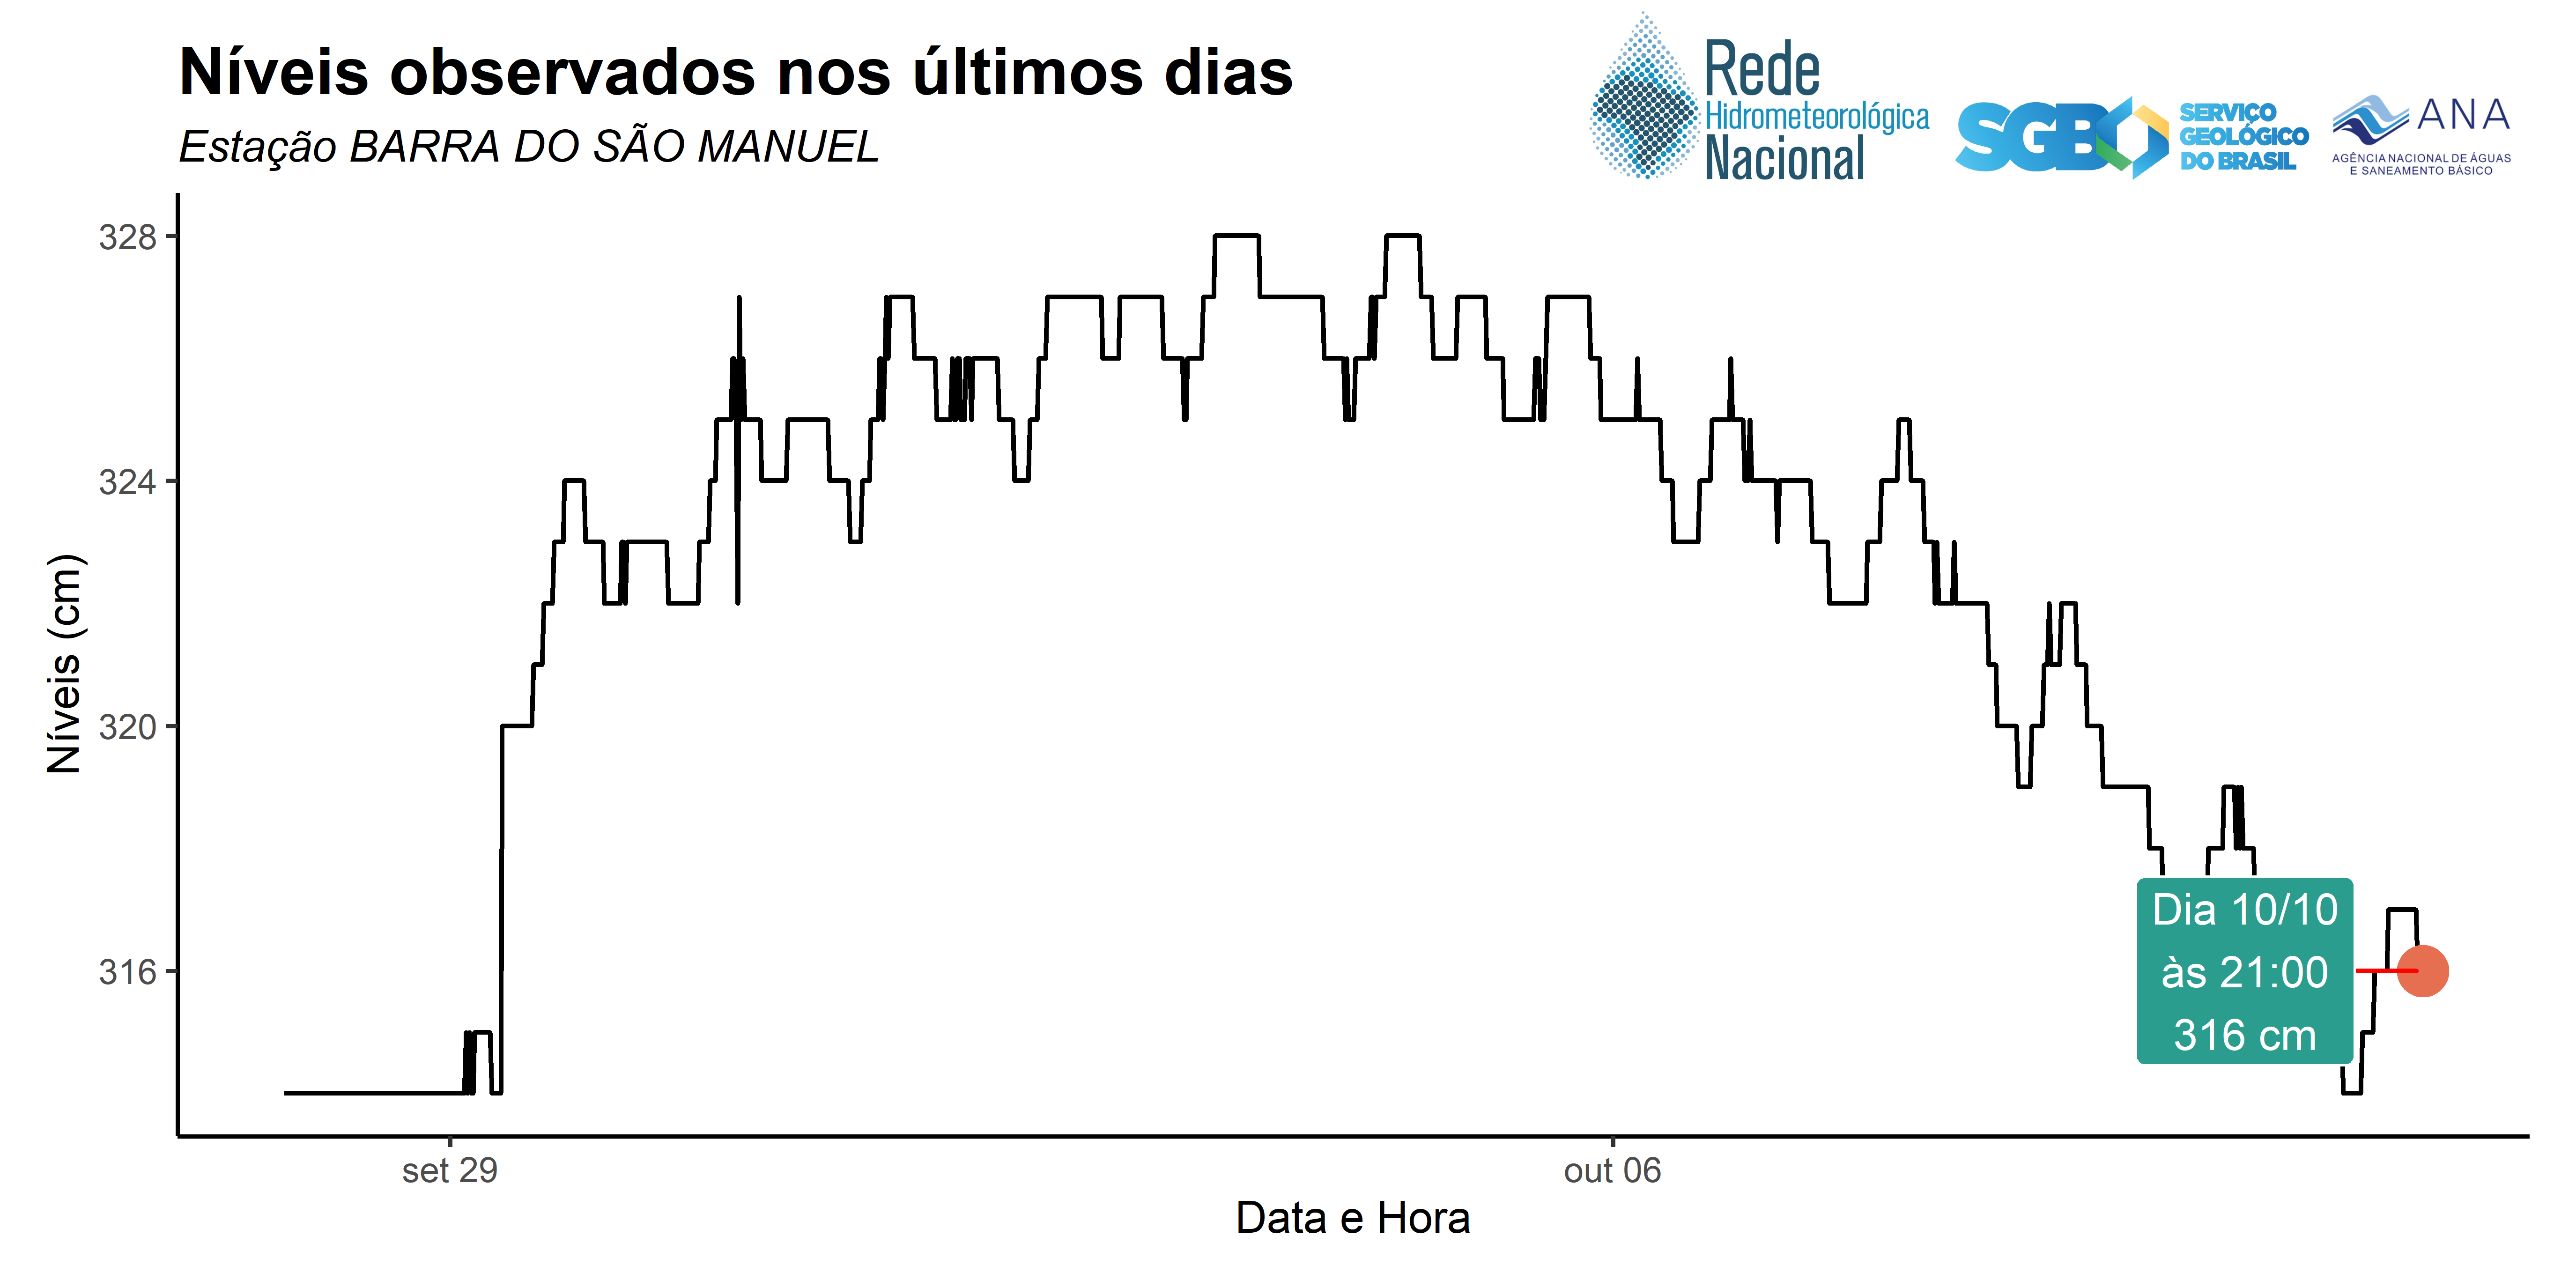 Níveis observados nos últimos dias
Estação BARRA DO SÃO MANUEL
Rede
Hidrometeorológica
Nacional
SGB
SERVIÇO
GEOLÓGICO
DO BRASIL
ANA
AGÊNCIA NACIONAL DE ÁGUAS
E SANEAMENTO BÁSICO
Níveis (cm)
328
324
320
316
Dia 10/10
às 21:00
316 cm
set 29
out 06
Data e Hora